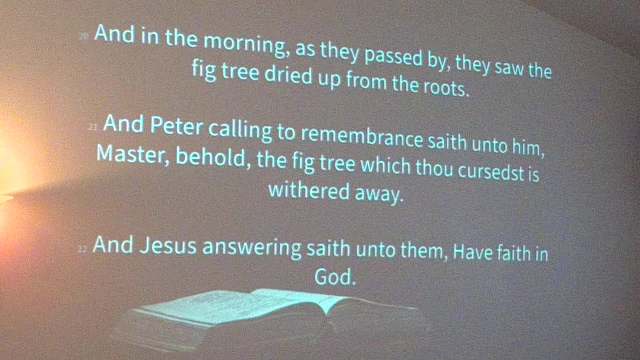 20 And in the morning, as they passed by, they saw the
fig tree dried up from the roots.
21 And Peter calling to remembrance saith unto him,
Master, behold, the fig tree which thou cursedst is
withered away.
22 And Jesus answering saith unto them, Have faith in
God.